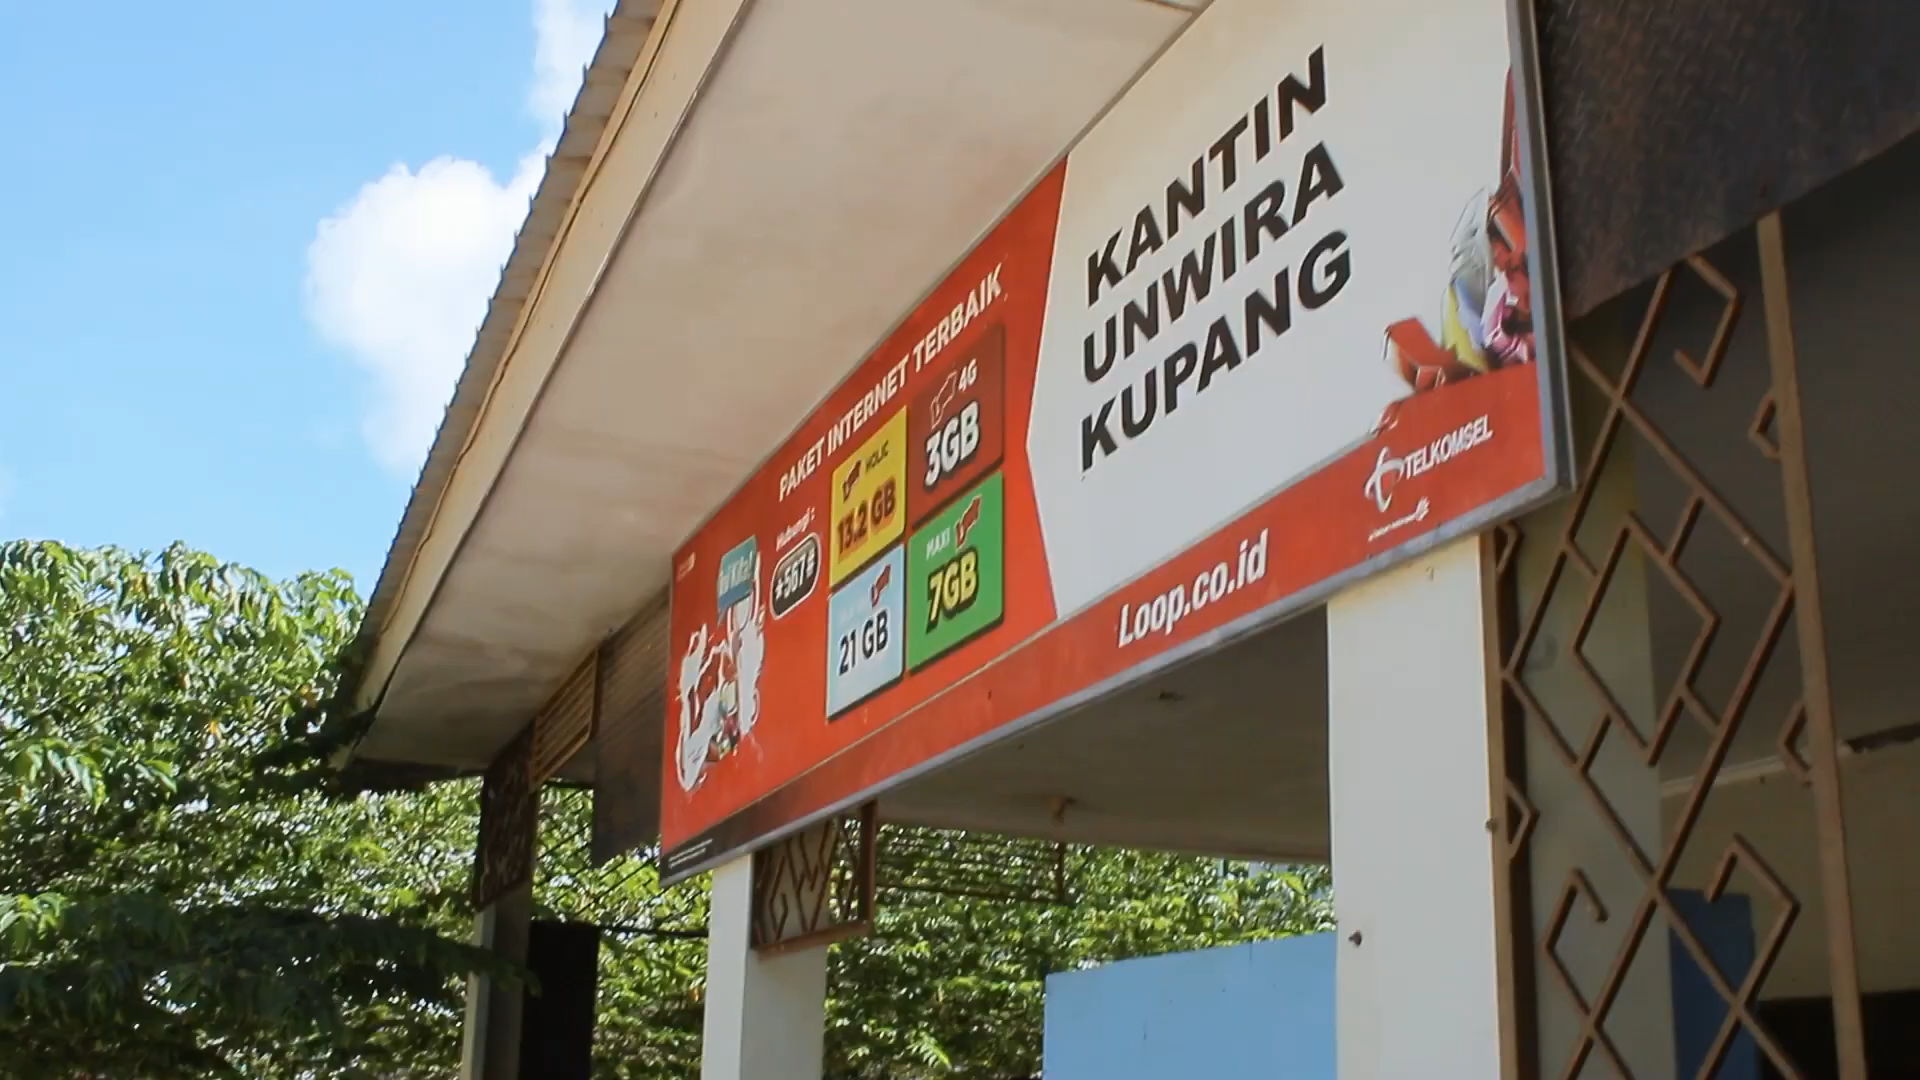 PAKET INTERNET TERBAIK
Hubungi :
*567#
HOLIC
13.2 GB
4G
3GB
21 GB
MAXI
7GB
KANTIN
UNWIRA
KUPANG
TELKOMSEL
Loop.co.id